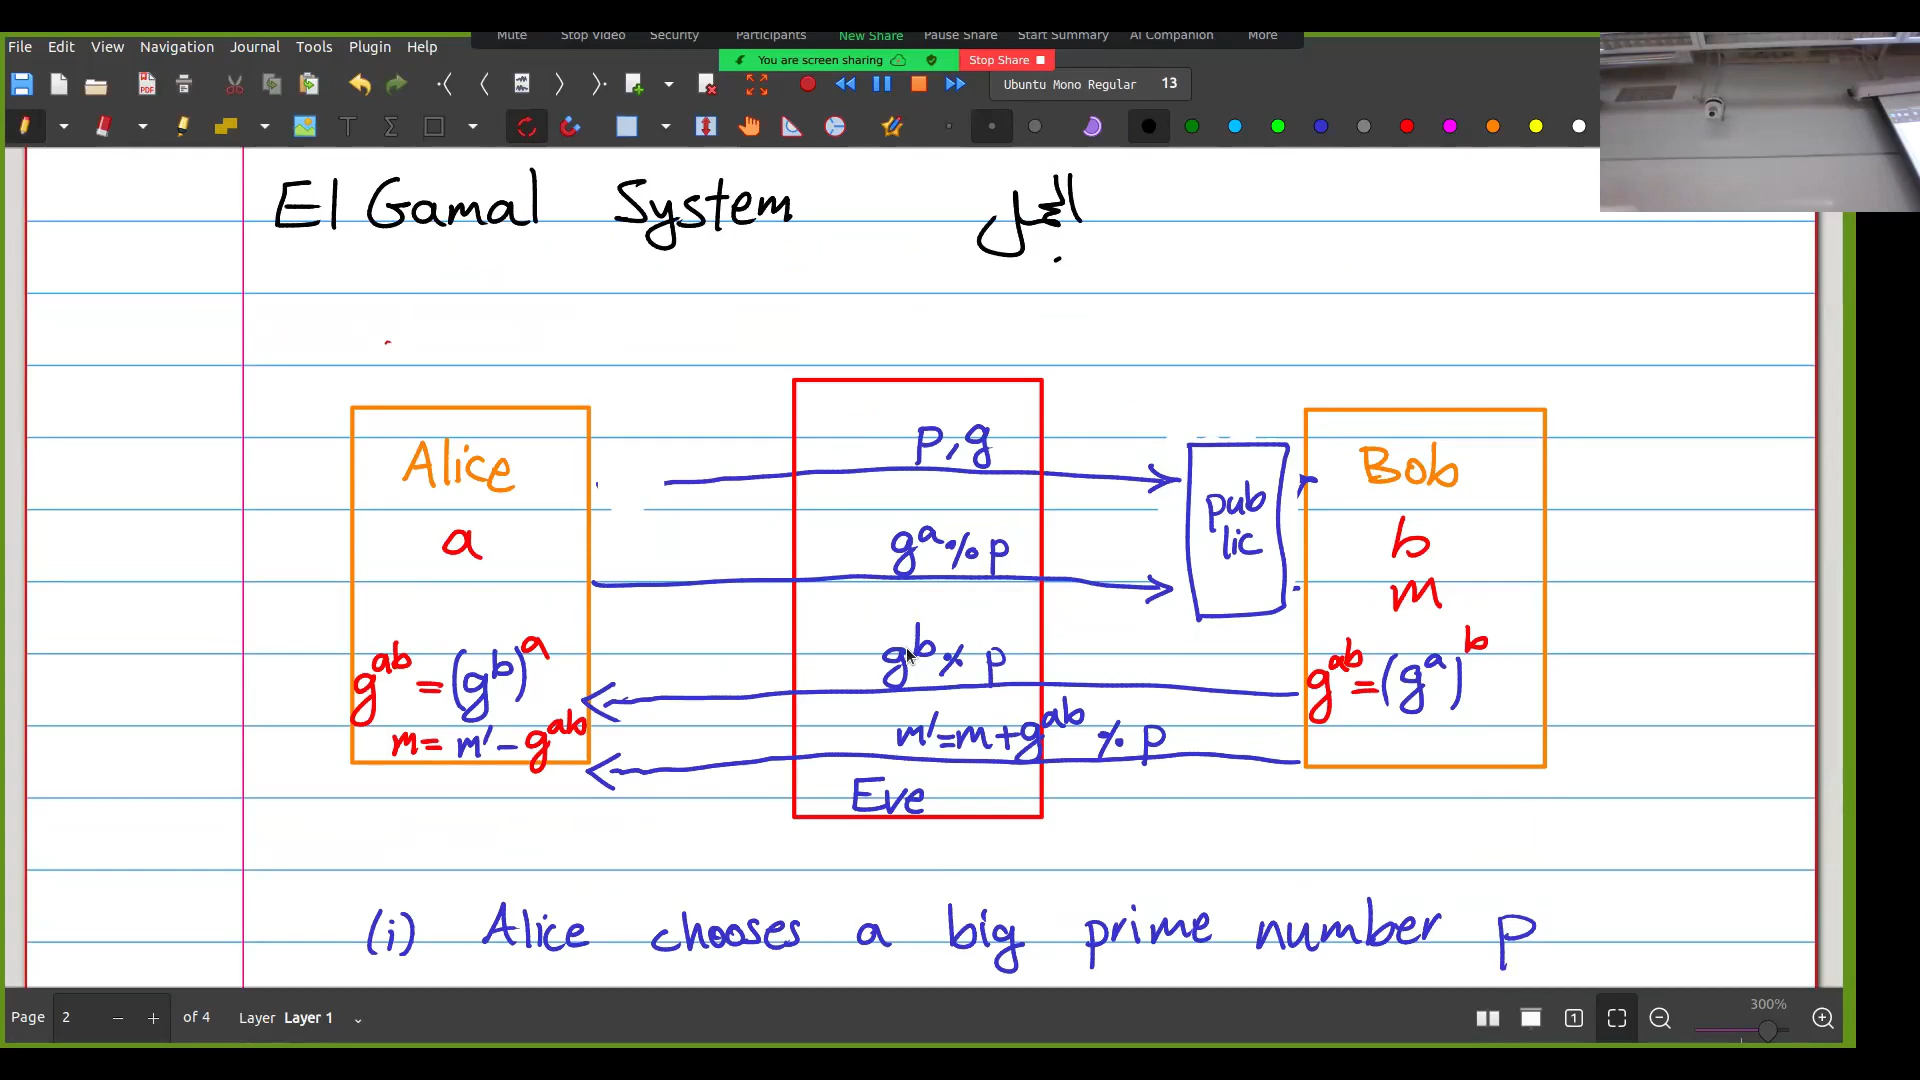 Mute Stop Video Security Participants New Share Pause Share Start Summary AI Companion More
File Edit View Navigation Journal Tools Plugin Help
You are screen sharing Stop Share
Ubuntu Mono Regular 13
El Gamal System الجمل
p, g
Alice
Bob
public
a
g^a % p
b
m
g^b % p
g^ab = (g^b)^a
g^ab = (g^a)^b
m = m' - g^ab
m' = m + g^ab % p
Eve
(i) Alice chooses a big prime number p
Page 2 of 4 Layer Layer 1
300%